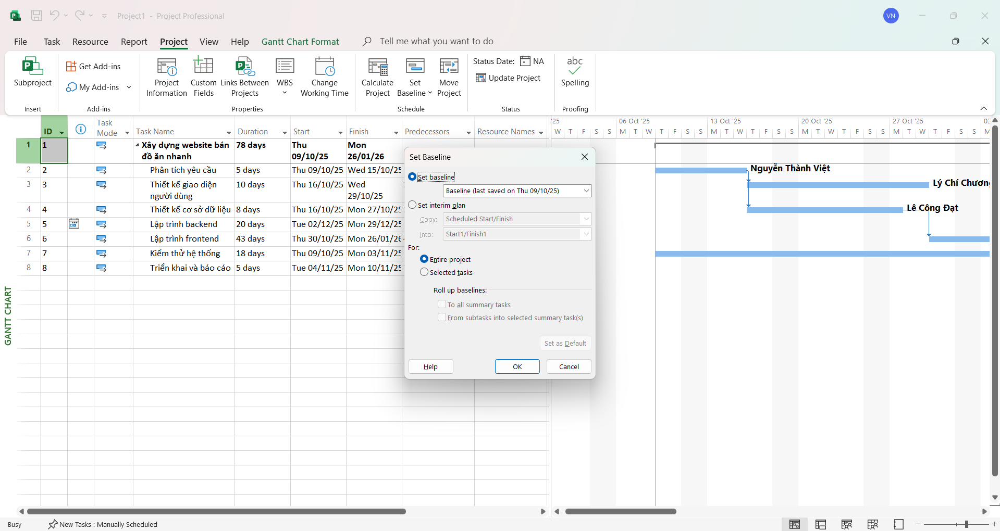 Project1 - Project Professional
VN
File Task Resource Report Project View Help Gantt Chart Format Tell me what you want to do
Subproject
Insert
Get Add-ins
My Add-ins
Add-ins
Project Information
Custom Fields
Links Between Projects
WBS
Change Working Time
Properties
Calculate Project
Set Baseline
Move Project
Schedule
Status Date: NA
Update Project
Status
abc
Spelling
Proofing
ID Task Mode Task Name Duration Start Finish Predecessors Resource Names
'25 06 Oct '25 13 Oct '25 20 Oct '25 27 Oct '25 03
W T F S S M T W T F S S M T W T F S S M T W T F S S M T W T F S S M
1 1 Xây dựng website bán đồ ăn nhanh 78 days Thu 09/10/25 Mon 26/01/26
2 2 Phân tích yêu cầu 5 days Thu 09/10/25 Wed 15/10/25
3 3 Thiết kế giao diện người dùng 10 days Thu 16/10/25 Wed 29/10/25
4 4 Thiết kế cơ sở dữ liệu 8 days Thu 16/10/25 Mon 27/10/25
5 5 Lập trình backend 20 days Tue 02/12/25 Mon 29/12/25
6 6 Lập trình frontend 43 days Thu 30/10/25 Mon 26/01/26
7 7 Kiểm thử hệ thống 18 days Thu 09/10/25 Mon 03/11/25
8 8 Triển khai và báo cáo 5 days Tue 04/11/25 Mon 10/11/25
Nguyễn Thành Việt
Lý Chí Chương
Lê Công Đạt
GANTT CHART
Set Baseline
Set baseline
Baseline (last saved on Thu 09/10/25)
Set interim plan
Copy: Scheduled Start/Finish
Into: Start1/Finish1
For:
Entire project
Selected tasks
Roll up baselines:
To all summary tasks
From subtasks into selected summary task(s)
Set as Default
Help OK Cancel
Busy New Tasks : Manually Scheduled